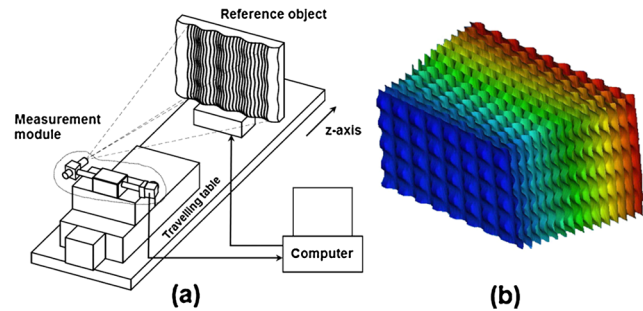 Reference object
Measurement
module
z-axis
Travelling table
Computer
(a)
(b)